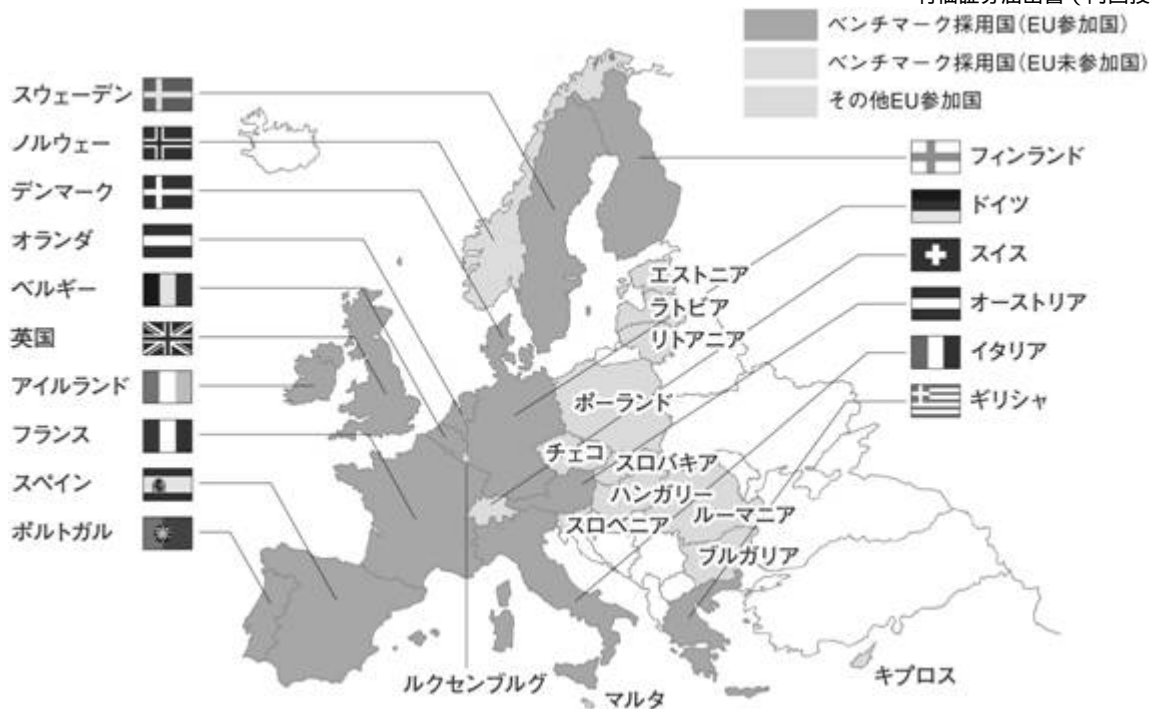 ベンチマーク採用国(EU参加国)
ベンチマーク採用国(EU未参加国)
その他EU参加国
スウェーデン
ノルウェー
デンマーク
オランダ
ベルギー
英国
アイルランド
フランス
スペイン
ポルトガル
フィンランド
ドイツ
スイス
オーストリア
イタリア
ギリシャ
エストニア
ラトビア
リトアニア
ポーランド
チェコ
スロバキア
ハンガリー
スロベニア
ルーマニア
ブルガリア
ルクセンブルグ
マルタ
キプロス